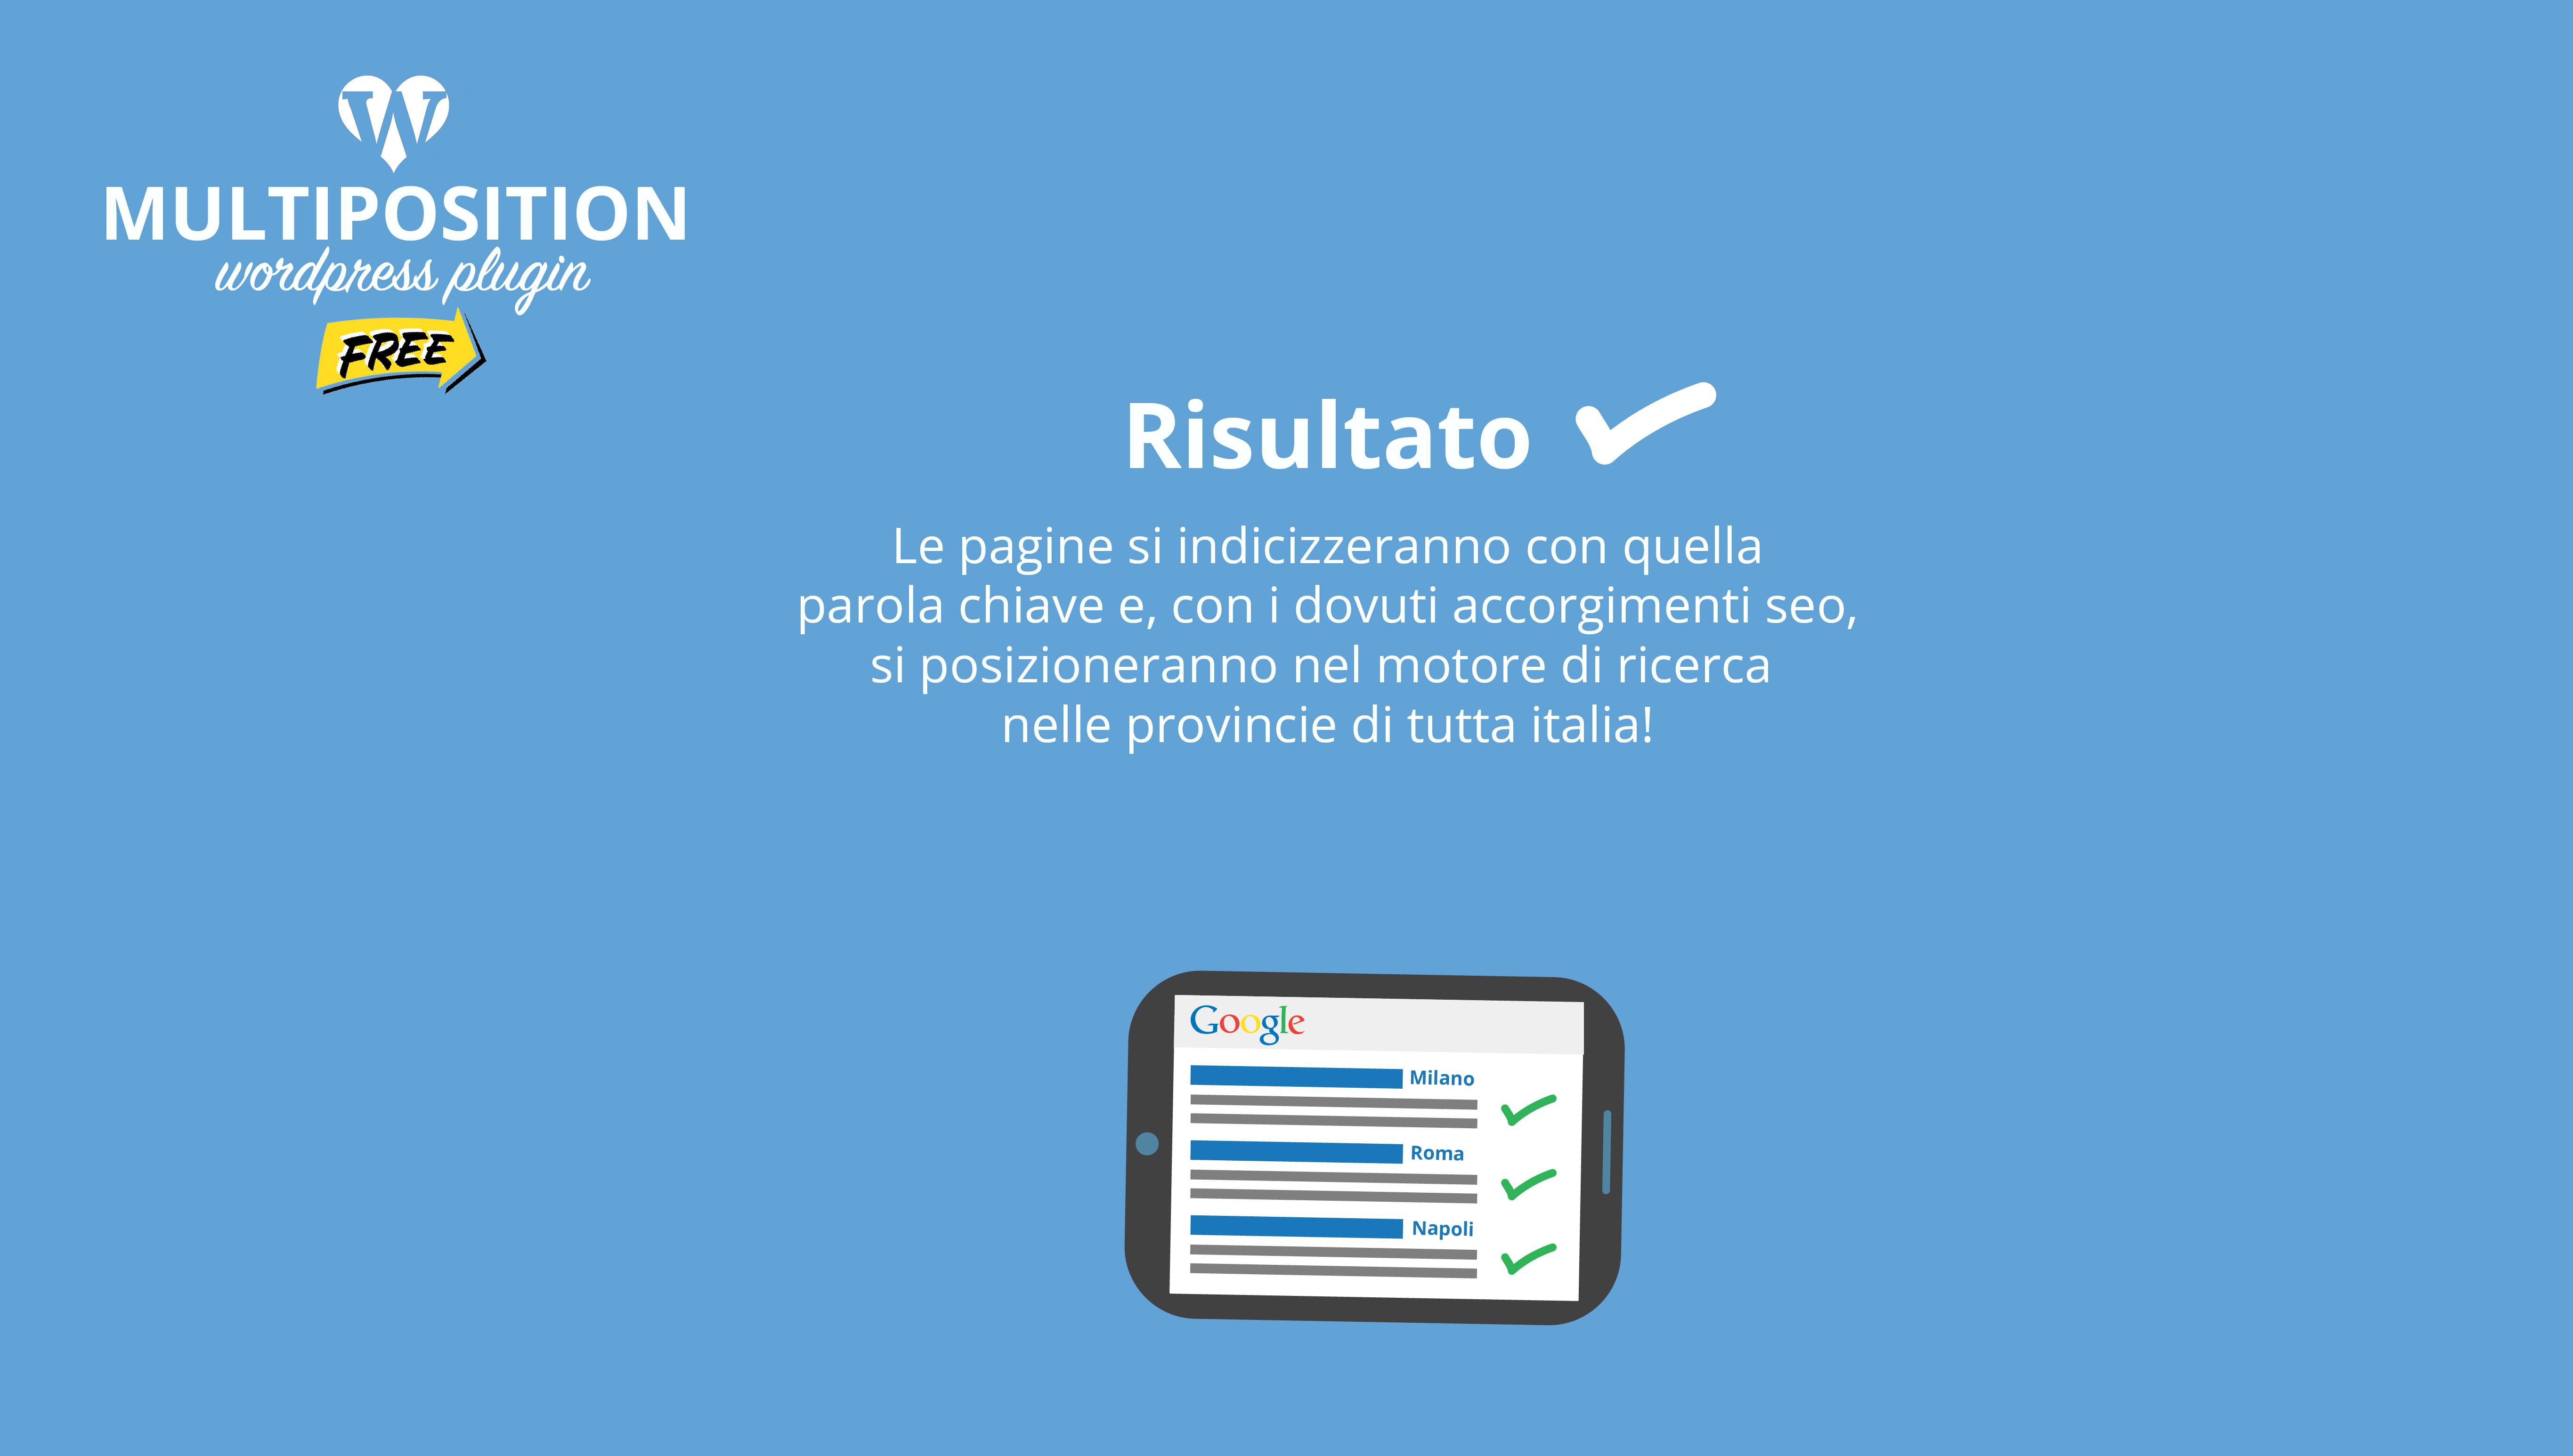 MULTIPOSITION
wordpress plugin
FREE
Risultato
Le pagine si indicizzeranno con quella
parola chiave e, con i dovuti accorgimenti seo,
si posizioneranno nel motore di ricerca
nelle provincie di tutta italia!
Google
Milano
Roma
Napoli